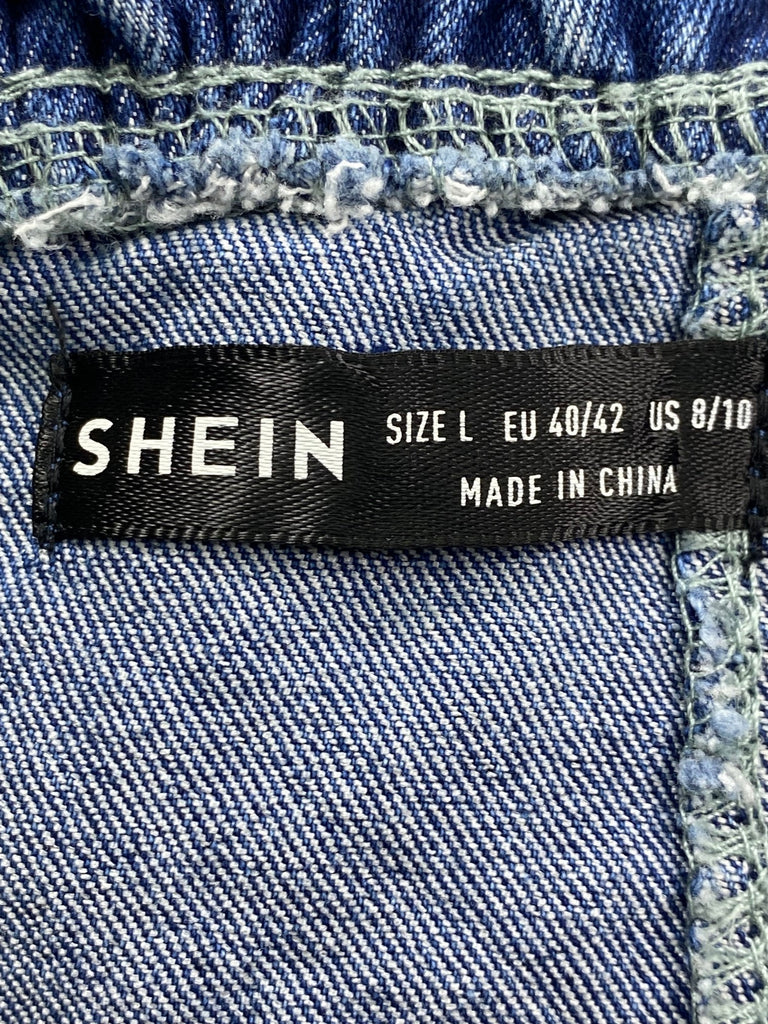 SHEIN
SIZE L EU 40/42 US 8/10
MADE IN CHINA